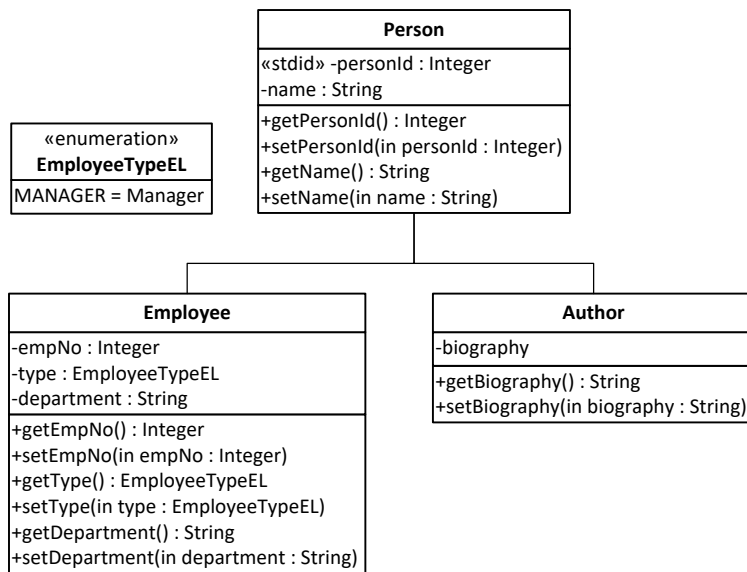 Person
«stdid» -personId : Integer
-name : String
+getPersonId() : Integer
+setPersonId(in personId : Integer)
+getName() : String
+setName(in name : String)
«enumeration»
EmployeeTypeEL
MANAGER = Manager
Employee
-empNo : Integer
-type : EmployeeTypeEL
-department : String
+getEmpNo() : Integer
+setEmpNo(in empNo : Integer)
+getType() : EmployeeTypeEL
+setType(in type : EmployeeTypeEL)
+getDepartment() : String
+setDepartment(in department : String)
Author
-biography
+getBiography() : String
+setBiography(in biography : String)